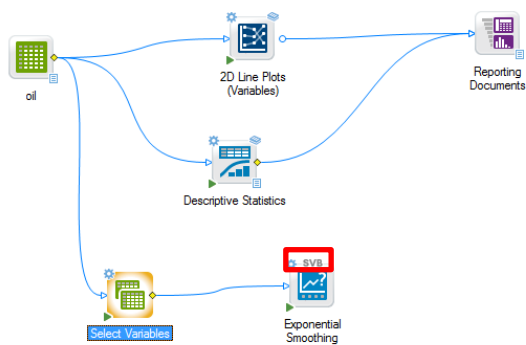 2D Line Plots
(Variables)
Reporting
Documents
oil
Descriptive Statistics
SVB
Select Variables
Exponential
Smoothing